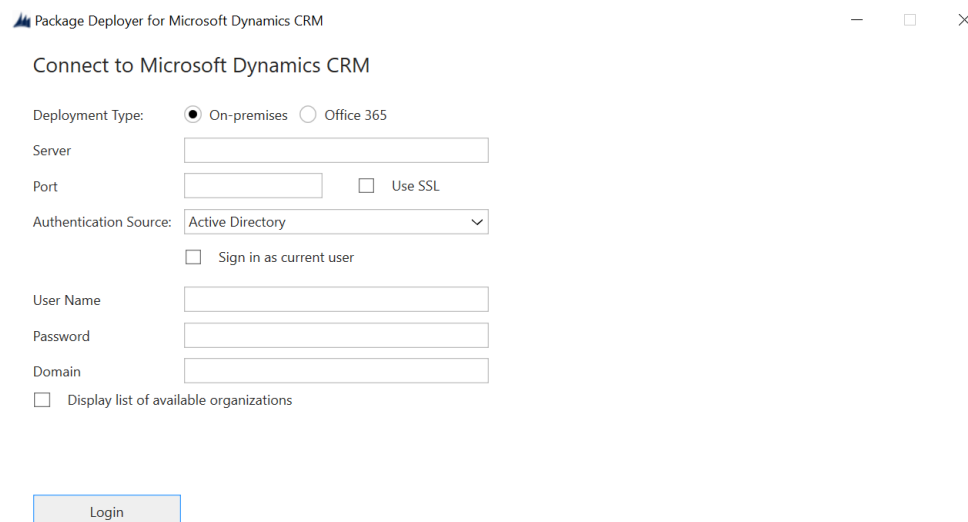 Package Deployer for Microsoft Dynamics CRM
Connect to Microsoft Dynamics CRM
Deployment Type: On-premises Office 365
Server
Port Use SSL
Authentication Source: Active Directory
Sign in as current user
User Name
Password
Domain
Display list of available organizations
Login